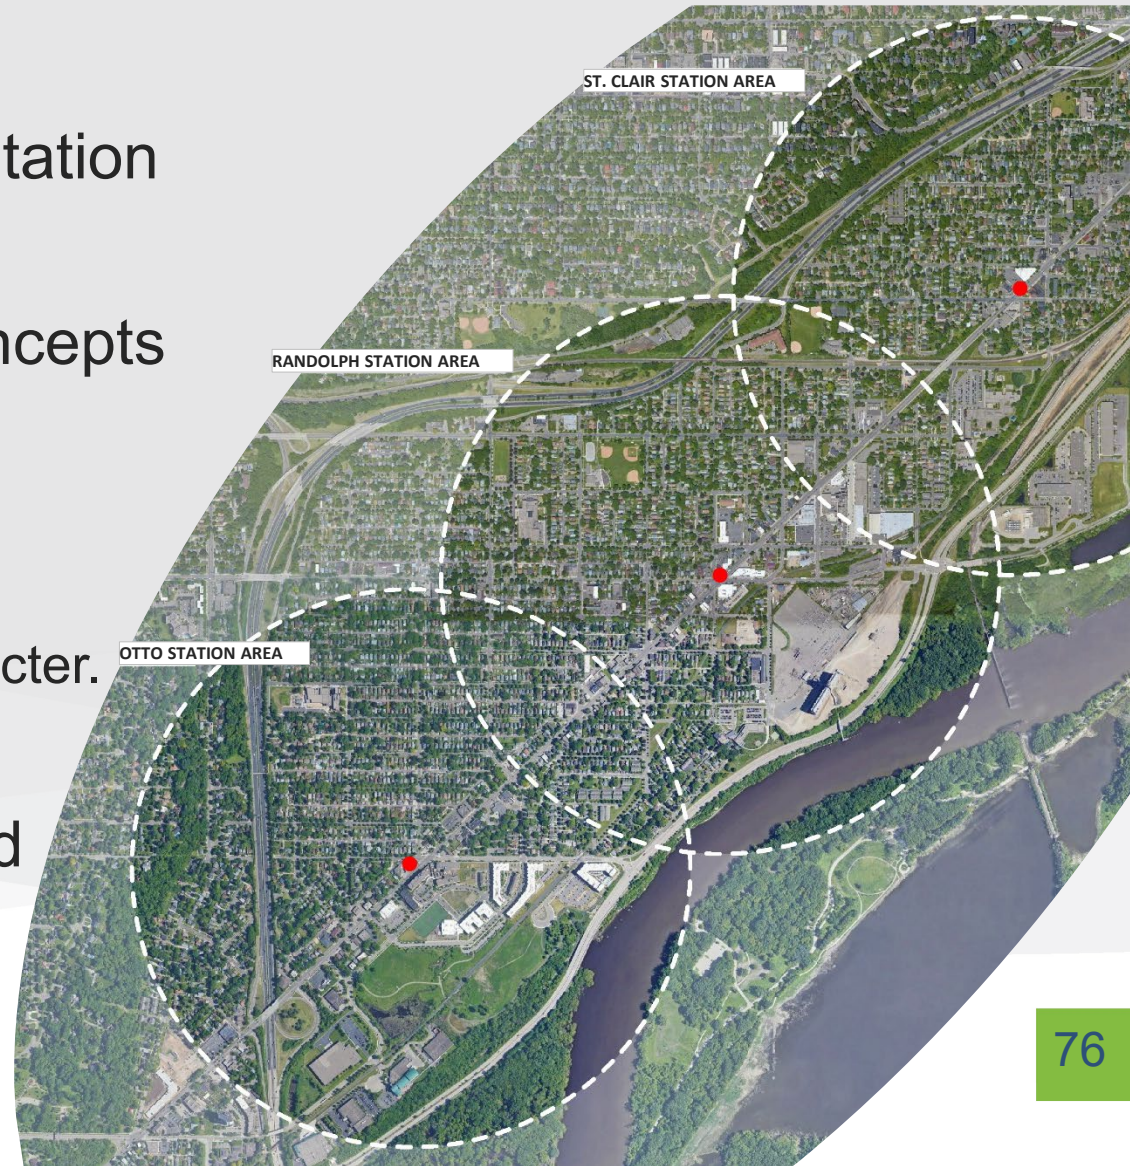 ST. CLAIR STATION AREA
tation
ncepts
RANDOLPH STATION AREA
cter.
OTTO STATION AREA
d
76